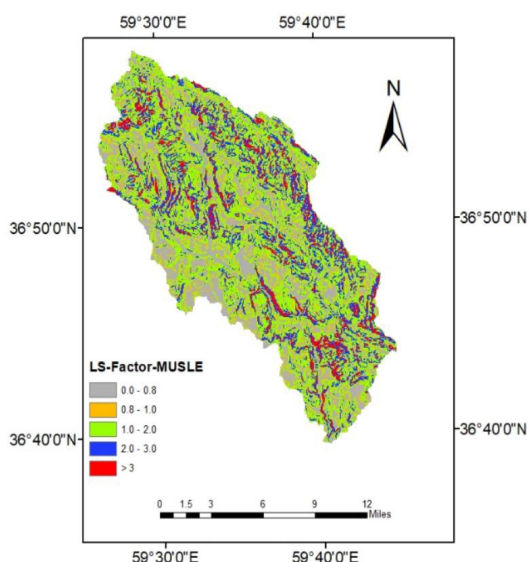 59°30'0"E 59°40'0"E
N
36°50'0"N 36°50'0"N
LS-Factor-MUSLE
0.0 - 0.8
0.8 - 1.0
1.0 - 2.0
2.0 - 3.0
> 3
36°40'0"N 36°40'0"N
0 1.5 3 6 9 12
Miles
59°30'0"E 59°40'0"E